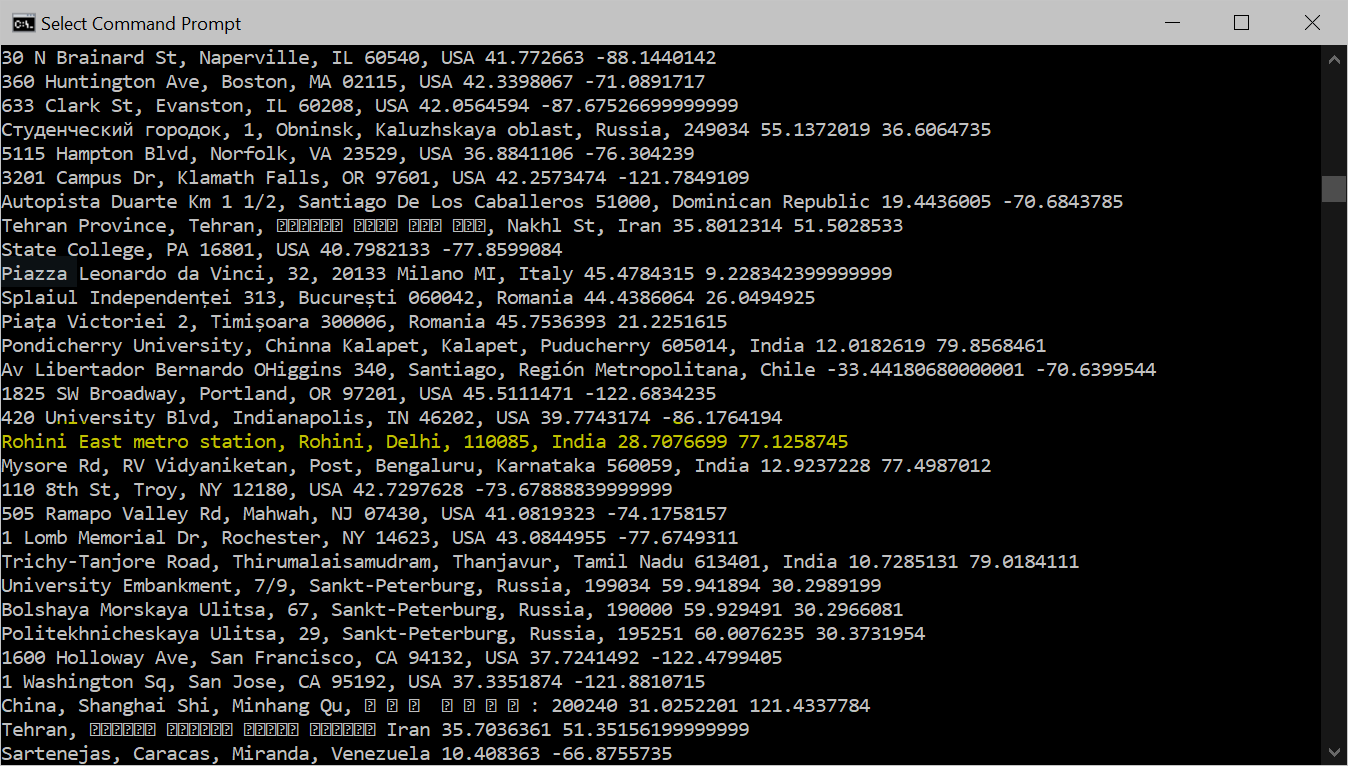 Select Command Prompt
30 N Brainard St, Naperville, IL 60540, USA 41.772663 -88.1440142
360 Huntington Ave, Boston, MA 02115, USA 42.3398067 -71.0891717
633 Clark St, Evanston, IL 60208, USA 42.0564594 -87.67526699999999
Студенческий городок, 1, Obninsk, Kaluzhskaya oblast, Russia, 249034 55.1372019 36.6064735
5115 Hampton Blvd, Norfolk, VA 23529, USA 36.8841106 -76.304239
3201 Campus Dr, Klamath Falls, OR 97601, USA 42.2573474 -121.7849109
Autopista Duarte Km 1 1/2, Santiago De Los Caballeros 51000, Dominican Republic 19.4436005 -70.6843785
Tehran Province, Tehran, , Nakhl St, Iran 35.8012314 51.5028533
State College, PA 16801, USA 40.7982133 -77.8599084
Piazza Leonardo da Vinci, 32, 20133 Milano MI, Italy 45.4784315 9.228342399999999
Splaiul Independenței 313, București 060042, Romania 44.4386064 26.0494925
Piața Victoriei 2, Timișoara 300006, Romania 45.7536393 21.2251615
Pondicherry University, Chinna Kalapet, Kalapet, Puducherry 605014, India 12.0182619 79.8568461
Av Libertador Bernardo OHiggins 340, Santiago, Región Metropolitana, Chile -33.44180680000001 -70.6399544
1825 SW Broadway, Portland, OR 97201, USA 45.5111471 -122.6834235
420 University Blvd, Indianapolis, IN 46202, USA 39.7743174 -86.1764194
Rohini East metro station, Rohini, Delhi, 110085, India 28.7076699 77.1258745
Mysore Rd, RV Vidyaniketan, Post, Bengaluru, Karnataka 560059, India 12.9237228 77.4987012
110 8th St, Troy, NY 12180, USA 42.7297628 -73.67888839999999
505 Ramapo Valley Rd, Mahwah, NJ 07430, USA 41.0819323 -74.1758157
1 Lomb Memorial Dr, Rochester, NY 14623, USA 43.0844955 -77.6749311
Trichy-Tanjore Road, Thirumalaisamudram, Thanjavur, Tamil Nadu 613401, India 10.7285131 79.0184111
University Embankment, 7/9, Sankt-Peterburg, Russia, 199034 59.941894 30.2989199
Bolshaya Morskaya Ulitsa, 67, Sankt-Peterburg, Russia, 190000 59.929491 30.2966081
Politekhnicheskaya Ulitsa, 29, Sankt-Peterburg, Russia, 195251 60.0076235 30.3731954
1600 Holloway Ave, San Francisco, CA 94132, USA 37.7241492 -122.4799405
1 Washington Sq, San Jose, CA 95192, USA 37.3351874 -121.8810715
China, Shanghai Shi, Minhang Qu, : 200240 31.0252201 121.4337784
Tehran, Iran 35.7036361 51.35156199999999
Sartenejas, Caracas, Miranda, Venezuela 10.408363 -66.8755735